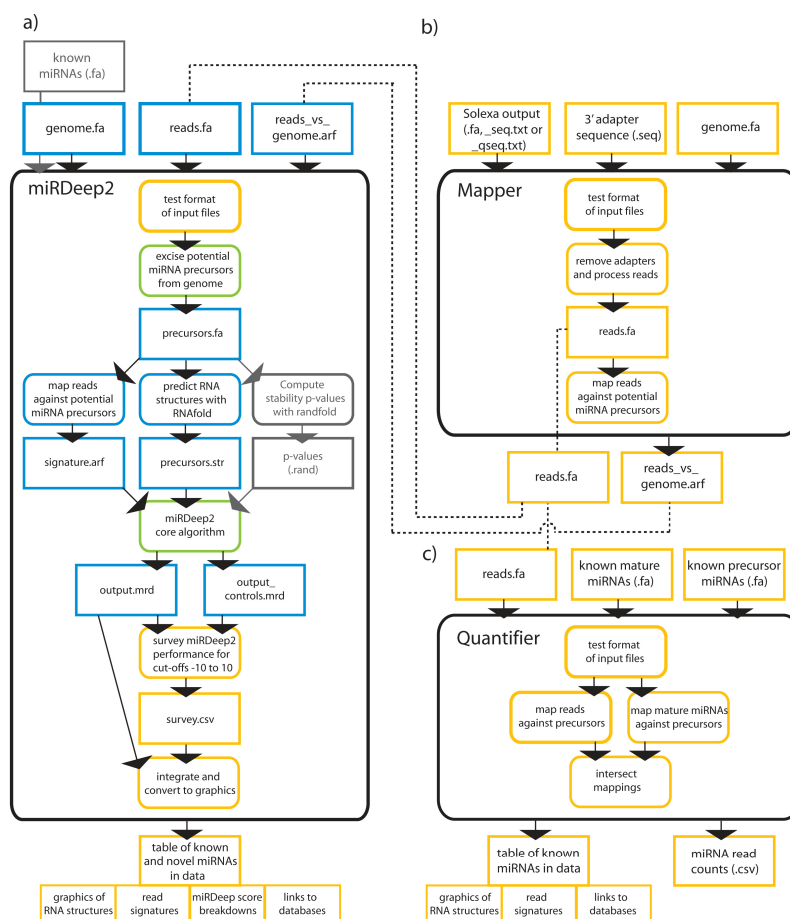 a)
known
miRNAs (.fa)
genome.fa
reads.fa
reads_vs_
genome.arf
miRDeep2
test format
of input files
excise potential
miRNA precursors
from genome
precursors.fa
map reads
against potential
miRNA precursors
predict RNA
structures with
RNAfold
Compute
stability p-values
with randfold
signature.arf
precursors.str
p-values
(.rand)
miRDeep2
core algorithm
output.mrd
output_
controls.mrd
survey miRDeep2
performance for
cut-offs -10 to 10
survey.csv
integrate and
convert to graphics
table of known
and novel miRNAs
in data
graphics of
RNA structures
read
signatures
miRDeep score
breakdowns
links to
databases
b)
Solexa output
(.fa, _seq.txt or
_qseq.txt)
3' adapter
sequence (.seq)
genome.fa
Mapper
test format
of input files
remove adapters
and process reads
reads.fa
map reads
against potential
miRNA precursors
reads.fa
reads_vs_
genome.arf
c)
reads.fa
known mature
miRNAs (.fa)
known precursor
miRNAs (.fa)
Quantifier
test format
of input files
map reads
against precursors
map mature miRNAs
against precursors
intersect
mappings
table of known
miRNAs in data
miRNA read
counts (.csv)
graphics of
RNA structures
read
signatures
links to
databases